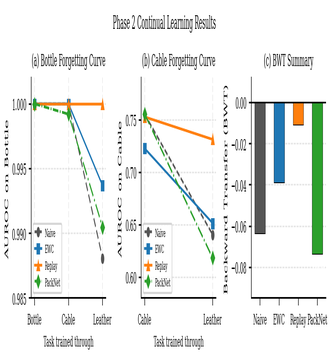 Phase 2 Continual Learning Results
(a) Bottle Forgetting Curve
AUROC on Bottle
1.000
0.995
0.990
0.985
Naive
EWC
Replay
PackNet
Bottle Cable Leather
Task trained through
(b) Cable Forgetting Curve
AUROC on Cable
0.75
0.70
0.65
0.60
Naive
EWC
Replay
PackNet
Cable Leather
Task trained through
(c) BWT Summary
Backward Transfer (BWT)
0.00
−0.02
−0.04
−0.06
−0.08
Naive EWC Replay PackNet